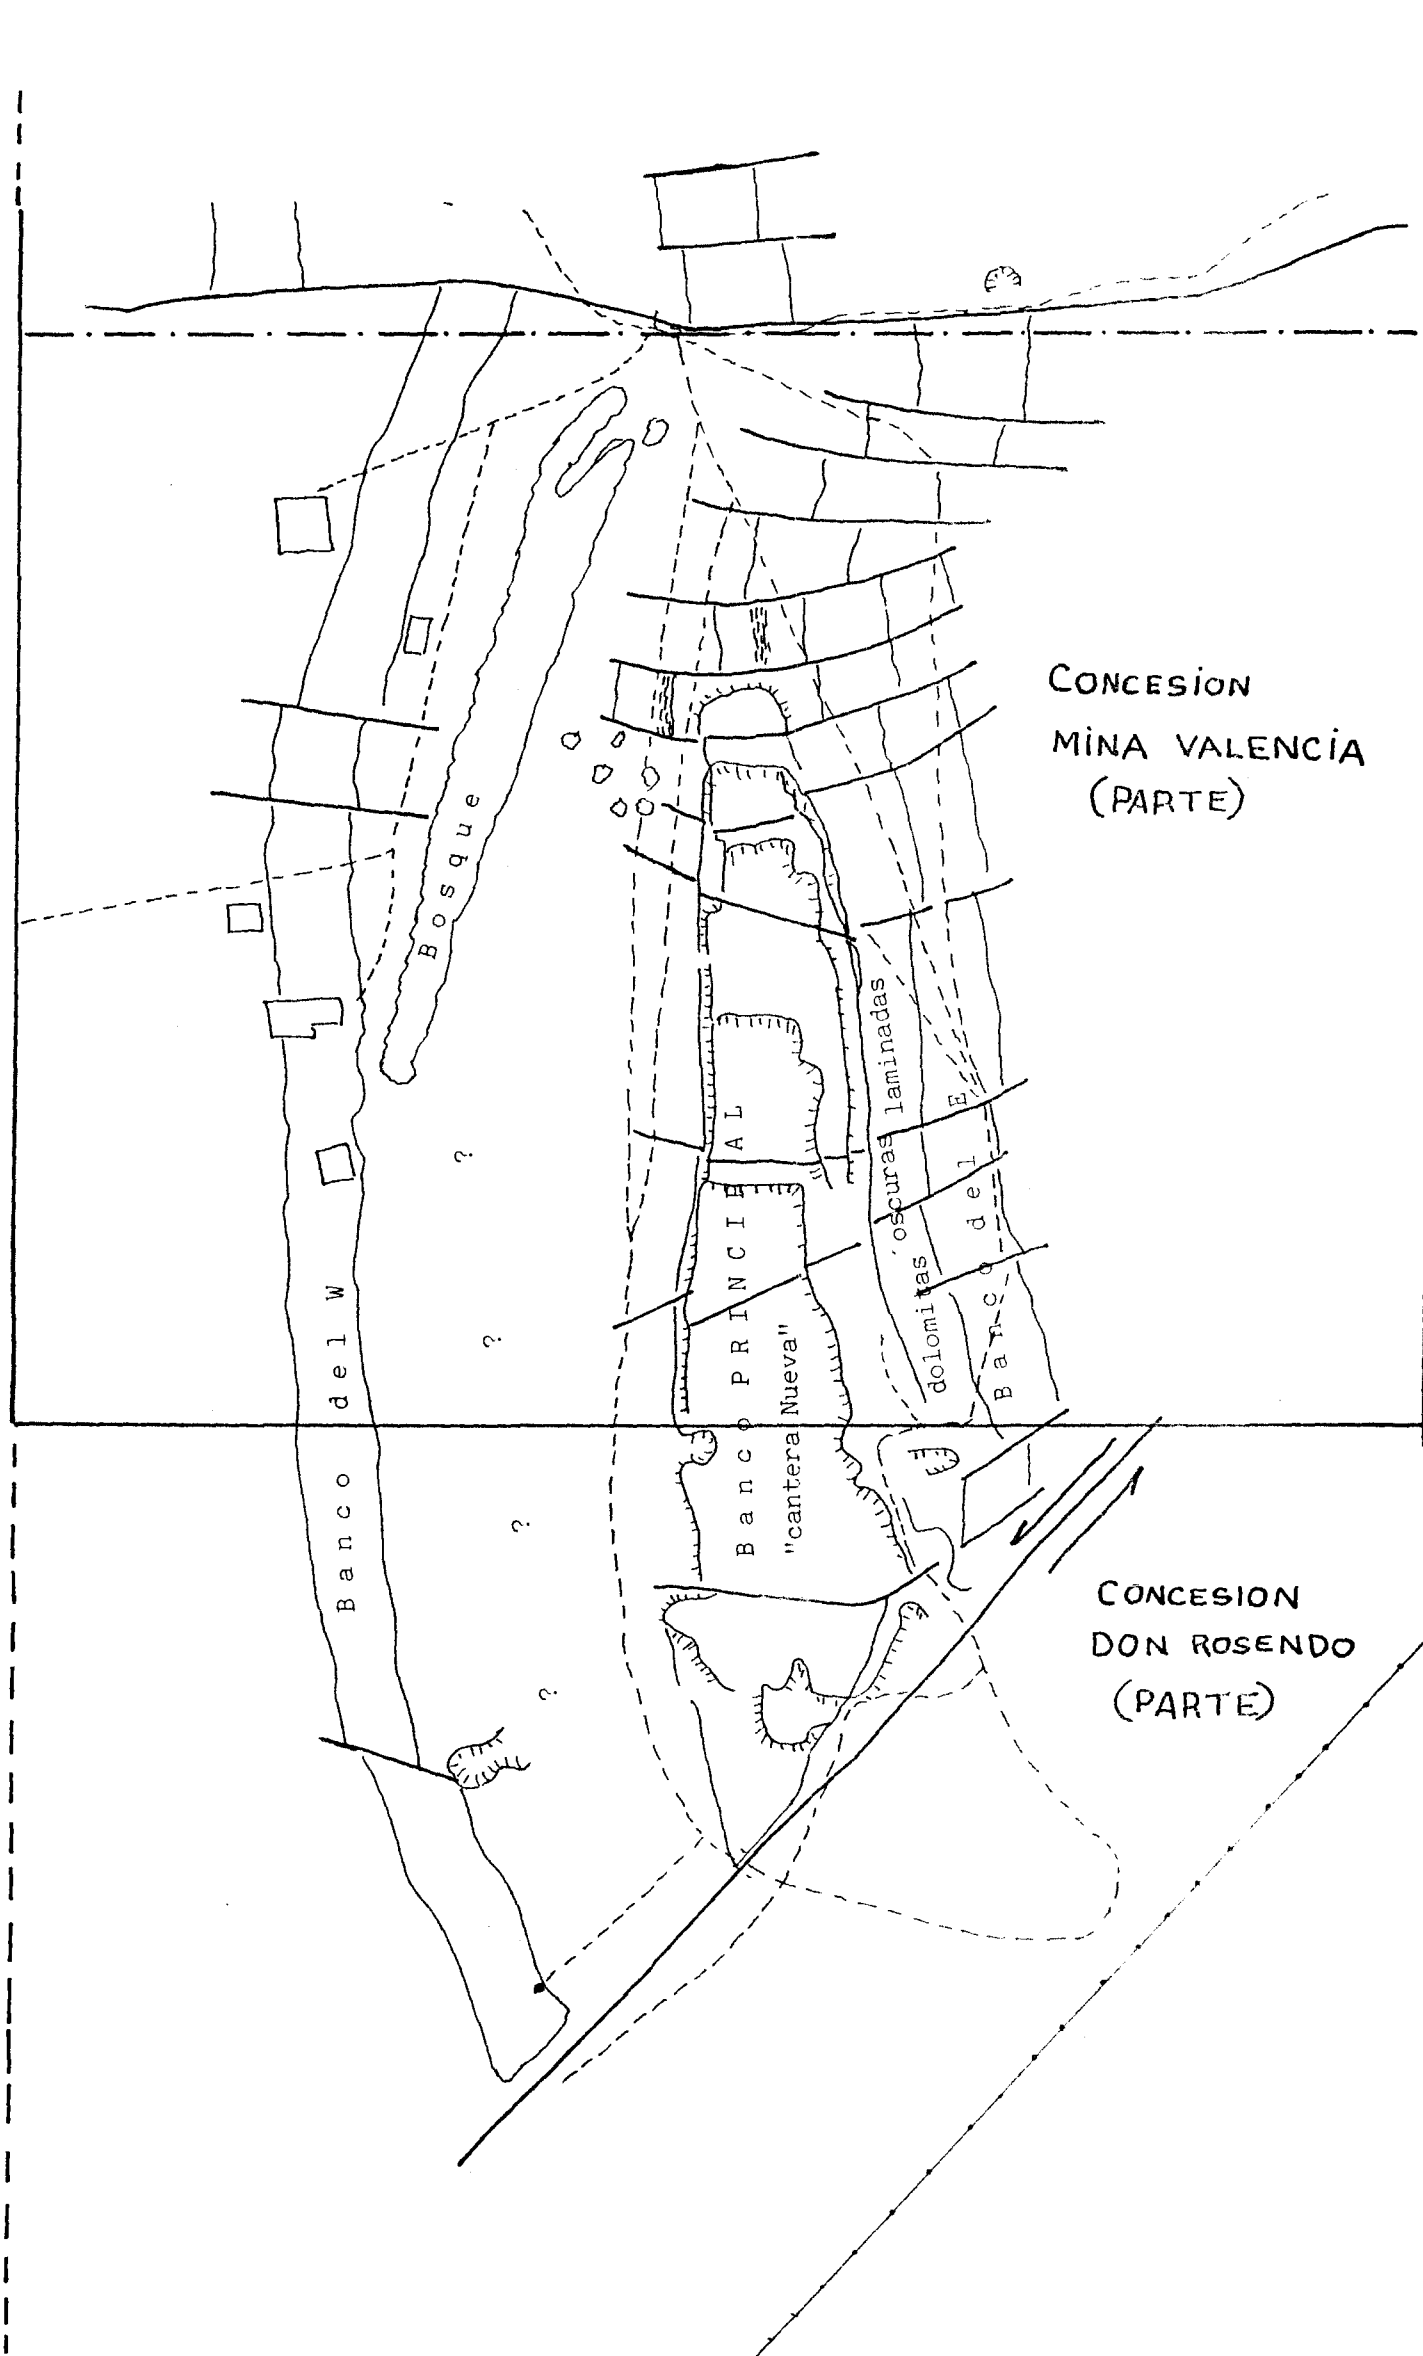 CONCESION
MINA VALENCIA
(PARTE)
Bosque
Banco del W
?
?
?
?
Banco PRINCIPAL
"cantera Nueva"
dolomitas oscuras laminadas
Banco del E
CONCESION
DON ROSENDO
(PARTE)